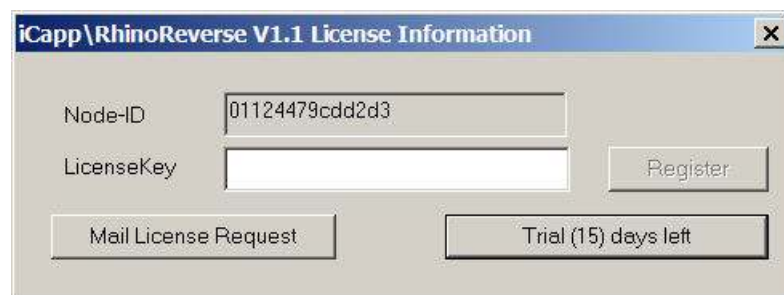 iCapp\RhinoReverse V1.1 License Information
Node-ID 01124479cdd2d3
LicenseKey Register
Mail License Request Trial (15) days left